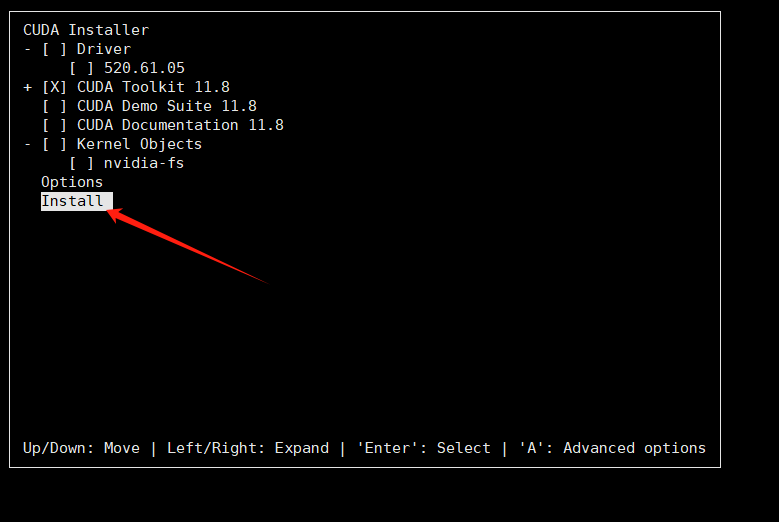 CUDA Installer
- [ ] Driver
[ ] 520.61.05
+ [X] CUDA Toolkit 11.8
[ ] CUDA Demo Suite 11.8
[ ] CUDA Documentation 11.8
- [ ] Kernel Objects
[ ] nvidia-fs
Options
Install
Up/Down: Move | Left/Right: Expand | 'Enter': Select | 'A': Advanced options